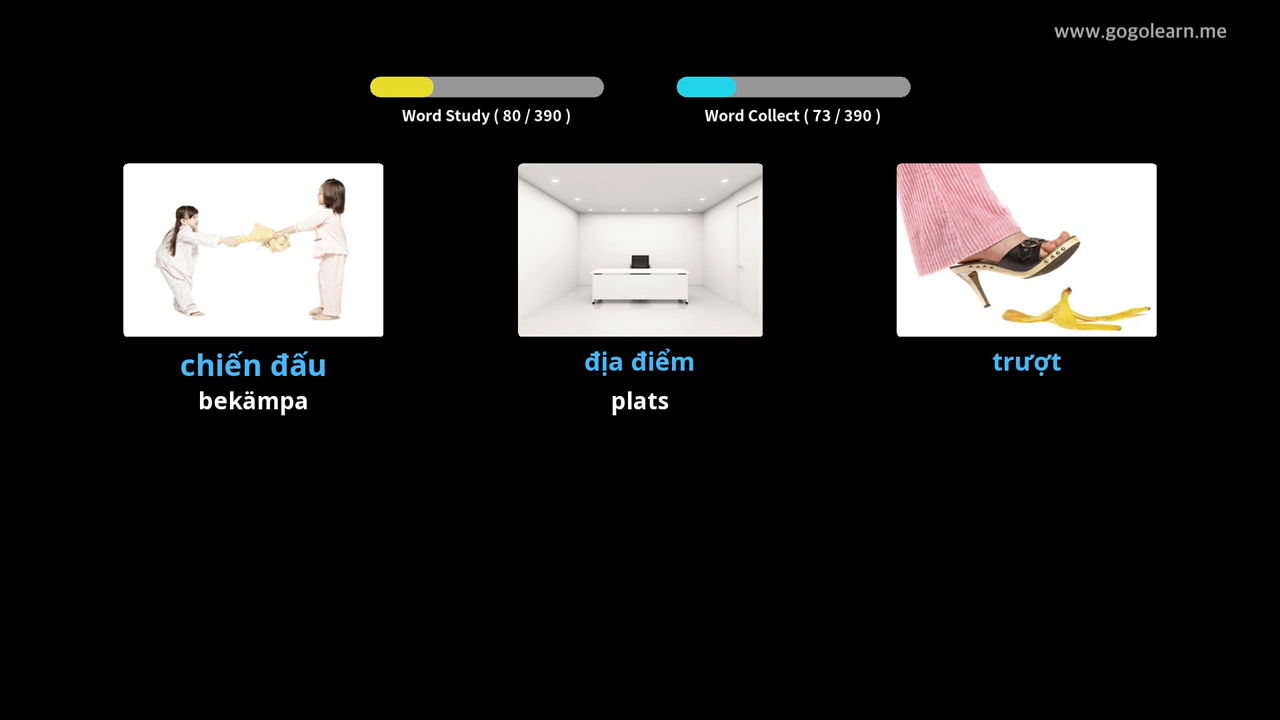 www.gogolearn.me
Word Study ( 80 / 390 )
Word Collect ( 73 / 390 )
chiến đấu
bekämpa
địa điểm
plats
trượt